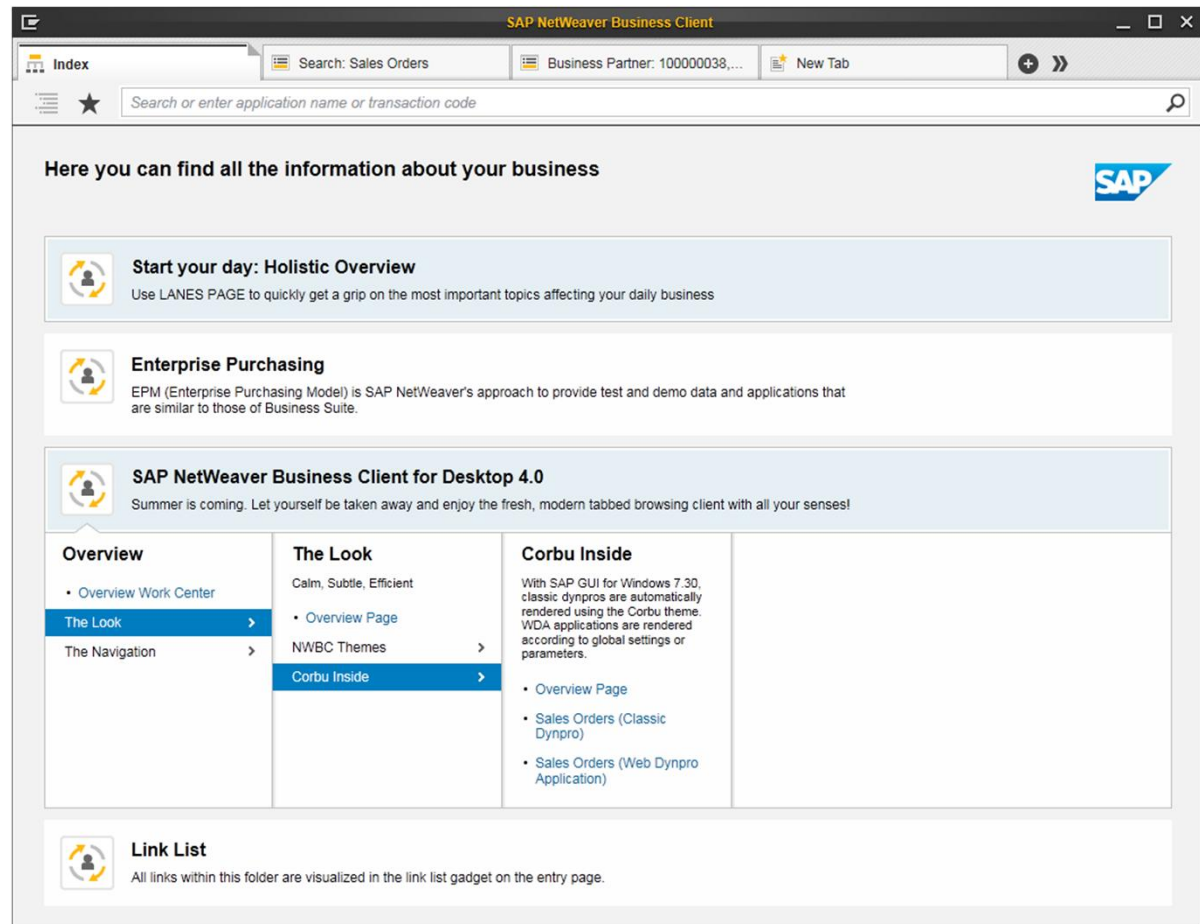 SAP NetWeaver Business Client
Index
Search: Sales Orders
Business Partner: 100000038,...
New Tab
Search or enter application name or transaction code
Here you can find all the information about your business
SAP
Start your day: Holistic Overview
Use LANES PAGE to quickly get a grip on the most important topics affecting your daily business
Enterprise Purchasing
EPM (Enterprise Purchasing Model) is SAP NetWeaver's approach to provide test and demo data and applications that
are similar to those of Business Suite.
SAP NetWeaver Business Client for Desktop 4.0
Summer is coming. Let yourself be taken away and enjoy the fresh, modern tabbed browsing client with all your senses!
Overview
• Overview Work Center
The Look
The Navigation
The Look
Calm, Subtle, Efficient
• Overview Page
NWBC Themes
Corbu Inside
Corbu Inside
With SAP GUI for Windows 7.30,
classic dynpros are automatically
rendered using the Corbu theme.
WDA applications are rendered
according to global settings or
parameters.
• Overview Page
• Sales Orders (Classic
Dynpro)
• Sales Orders (Web Dynpro
Application)
Link List
All links within this folder are visualized in the link list gadget on the entry page.